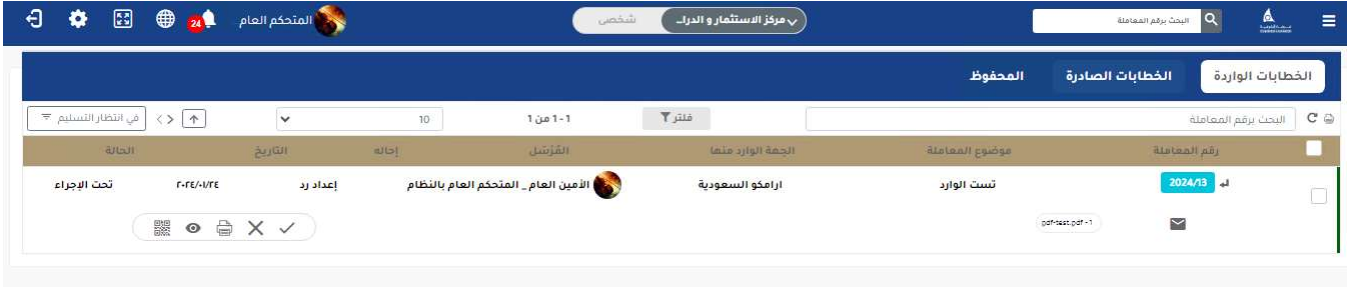 البحث برقم المعاملة
مركز الاستثمار و الدراـ
شخصي
المتحكم العام
24
الخطابات الواردة
الخطابات الصادرة
المحفوظ
البحث برقم المعاملة
فلتر
1 - 1 من 1
10
في انتظار التسليم
رقم المعاملة
موضوع المعاملة
الجهة الوارد منها
المُرْسَل
إحاله
التاريخ
الحالة
2024/13
تست الوارد
ارامكو السعودية
الأمين العام _ المتحكم العام بالنظام
إعداد رد
٢٠٢٤/٠١/٢٤
تحت الإجراء
pdf-test.pdf -1